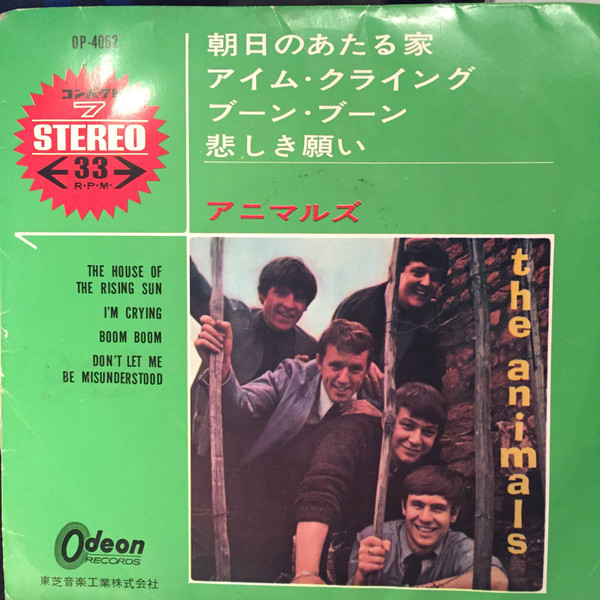 OP-4062
コンパクト
7
STEREO
33
R·P·M·
朝日のあたる家
アイム・クライング
ブーン・ブーン
悲しき願い
アニマルズ
THE HOUSE OF
THE RISING SUN
I'M CRYING
BOOM BOOM
DON'T LET ME
BE MISUNDERSTOOD
the animals
Odeon
RECORDS
東芝音楽工業株式会社